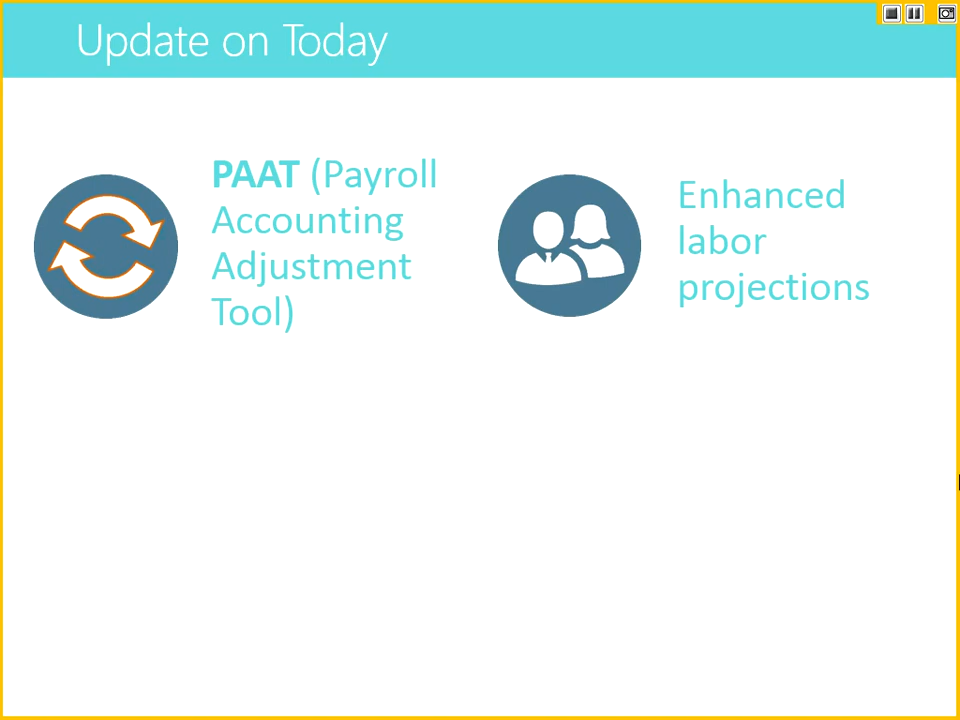 Update on Today
PAAT (Payroll
Accounting
Adjustment
Tool)
Enhanced
labor
projections